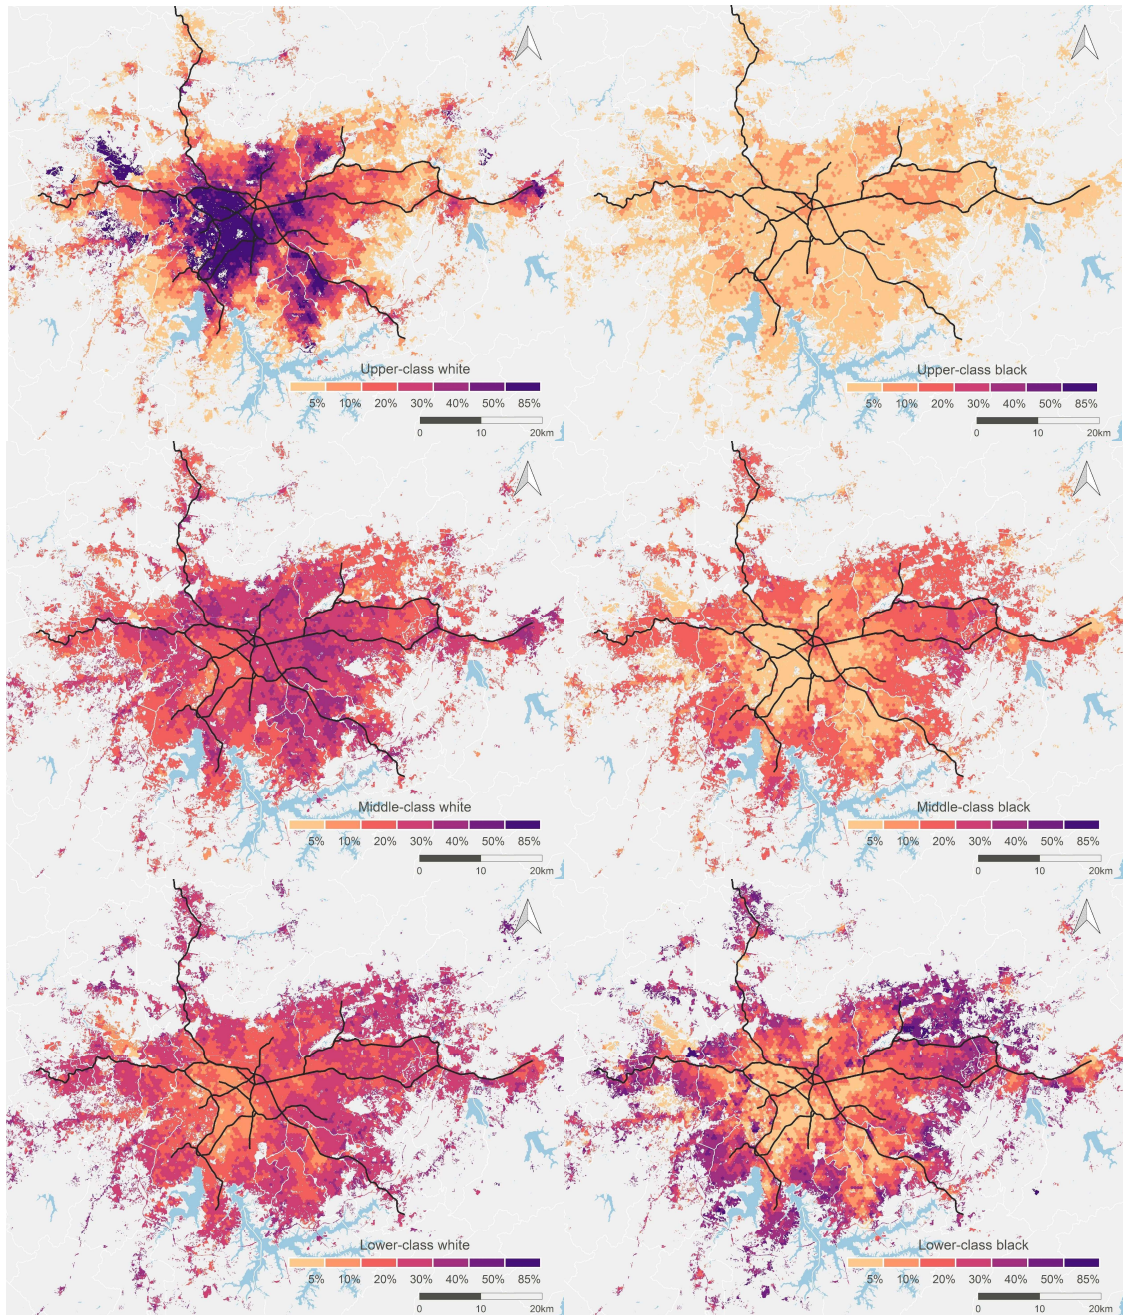 Upper-class white
5% 10% 20% 30% 40% 50% 85%
0 10 20km
Upper-class black
5% 10% 20% 30% 40% 50% 85%
0 10 20km
Middle-class white
5% 10% 20% 30% 40% 50% 85%
0 10 20km
Middle-class black
5% 10% 20% 30% 40% 50% 85%
0 10 20km
Lower-class white
5% 10% 20% 30% 40% 50% 85%
0 10 20km
Lower-class black
5% 10% 20% 30% 40% 50% 85%
0 10 20km